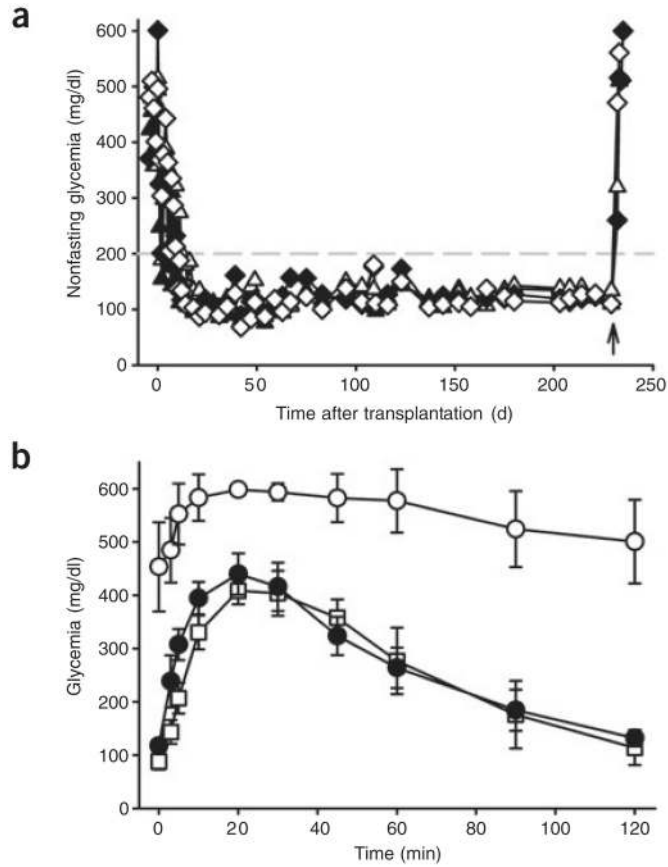 a
600
500
400
300
200
100
0
Nonfasting glycemia (mg/dl)
0 50 100 150 200 250
Time after transplantation (d)
b
600
500
400
300
200
100
0
Glycemia (mg/dl)
0 20 40 60 80 100 120
Time (min)